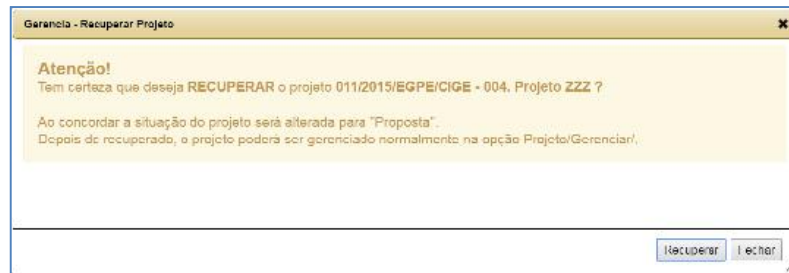 Gerencia - Recuperar Projeto
Atenção!
Tem certeza que deseja RECUPERAR o projeto 011/2015/EGPE/CIGE - 004. Projeto ZZZ ?
Ao concordar a situação do projeto será alterada para "Proposta".
Depois de recuperado, o projeto poderá ser gerenciado normalmente na opção Projeto/Gerenciar/.
Recuperar Fechar